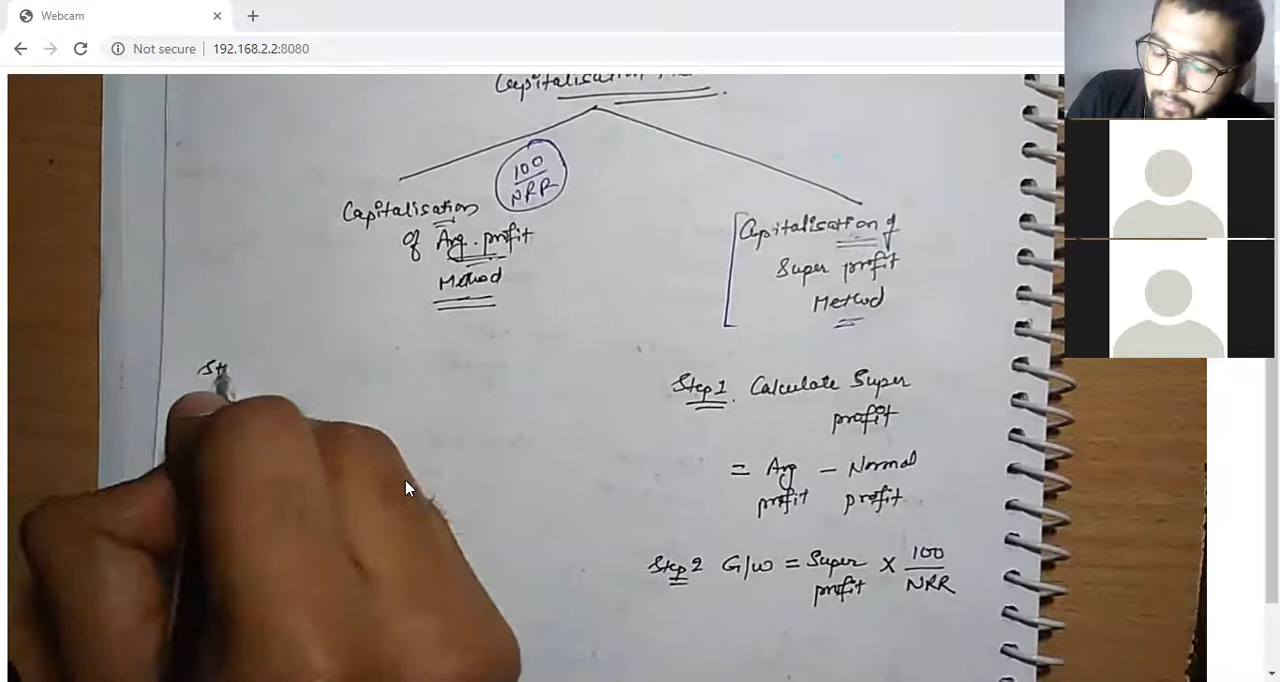 Webcam
Not secure
192.168.2.2:8080
Capitalisation
100
NRR
Capitalisation
of Avg. profit
Method
Capitalisation of
Super profit
Method
Step 1. Calculate Super
profit
= Avg – Normal
profit profit
Step 2 G/w = Super × 100
profit NRR